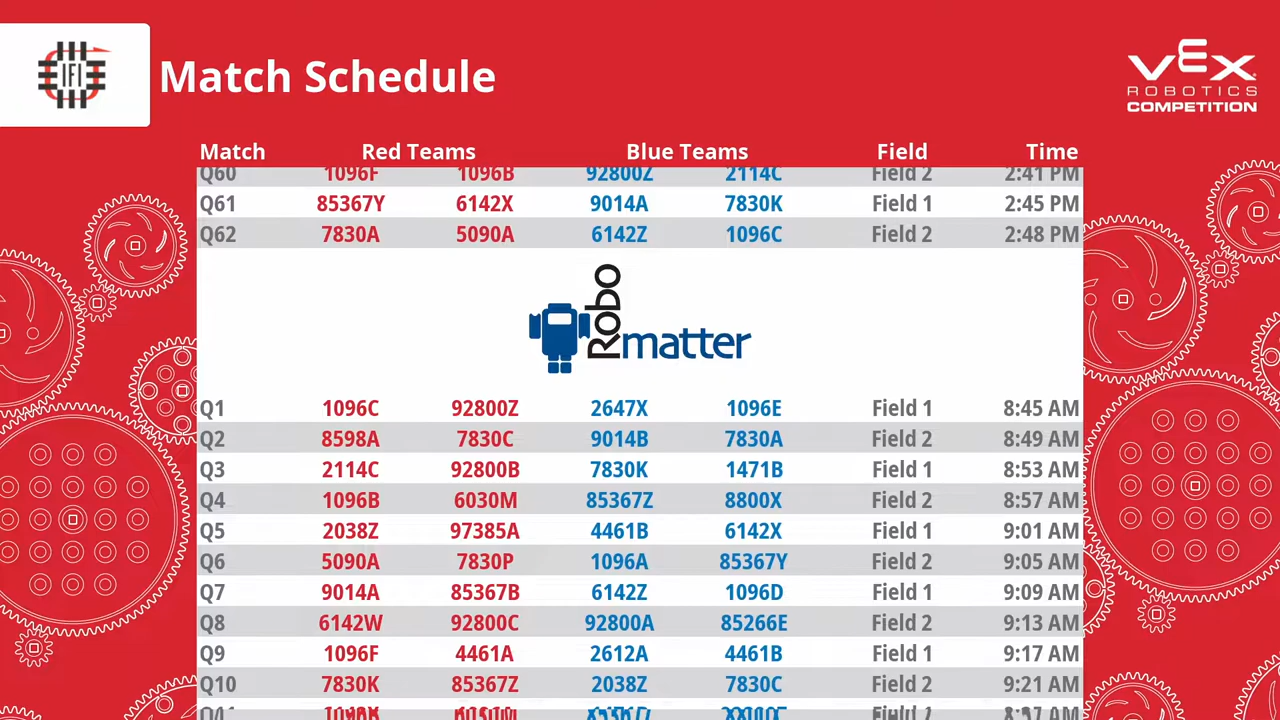 IFI
Match Schedule
VEX
ROBOTICS
COMPETITION
Match Red Teams Blue Teams Field Time
Q60 1096F 1096B 92800Z 2114C Field 2 2:41 PM
Q61 85367Y 6142X 9014A 7830K Field 1 2:45 PM
Q62 7830A 5090A 6142Z 1096C Field 2 2:48 PM
Robo
matter
Q1 1096C 92800Z 2647X 1096E Field 1 8:45 AM
Q2 8598A 7830C 9014B 7830A Field 2 8:49 AM
Q3 2114C 92800B 7830K 1471B Field 1 8:53 AM
Q4 1096B 6030M 85367Z 8800X Field 2 8:57 AM
Q5 2038Z 97385A 4461B 6142X Field 1 9:01 AM
Q6 5090A 7830P 1096A 85367Y Field 2 9:05 AM
Q7 9014A 85367B 6142Z 1096D Field 1 9:09 AM
Q8 6142W 92800C 92800A 85266E Field 2 9:13 AM
Q9 1096F 4461A 2612A 4461B Field 1 9:17 AM
Q10 7830K 85367Z 2038Z 7830C Field 2 9:21 AM